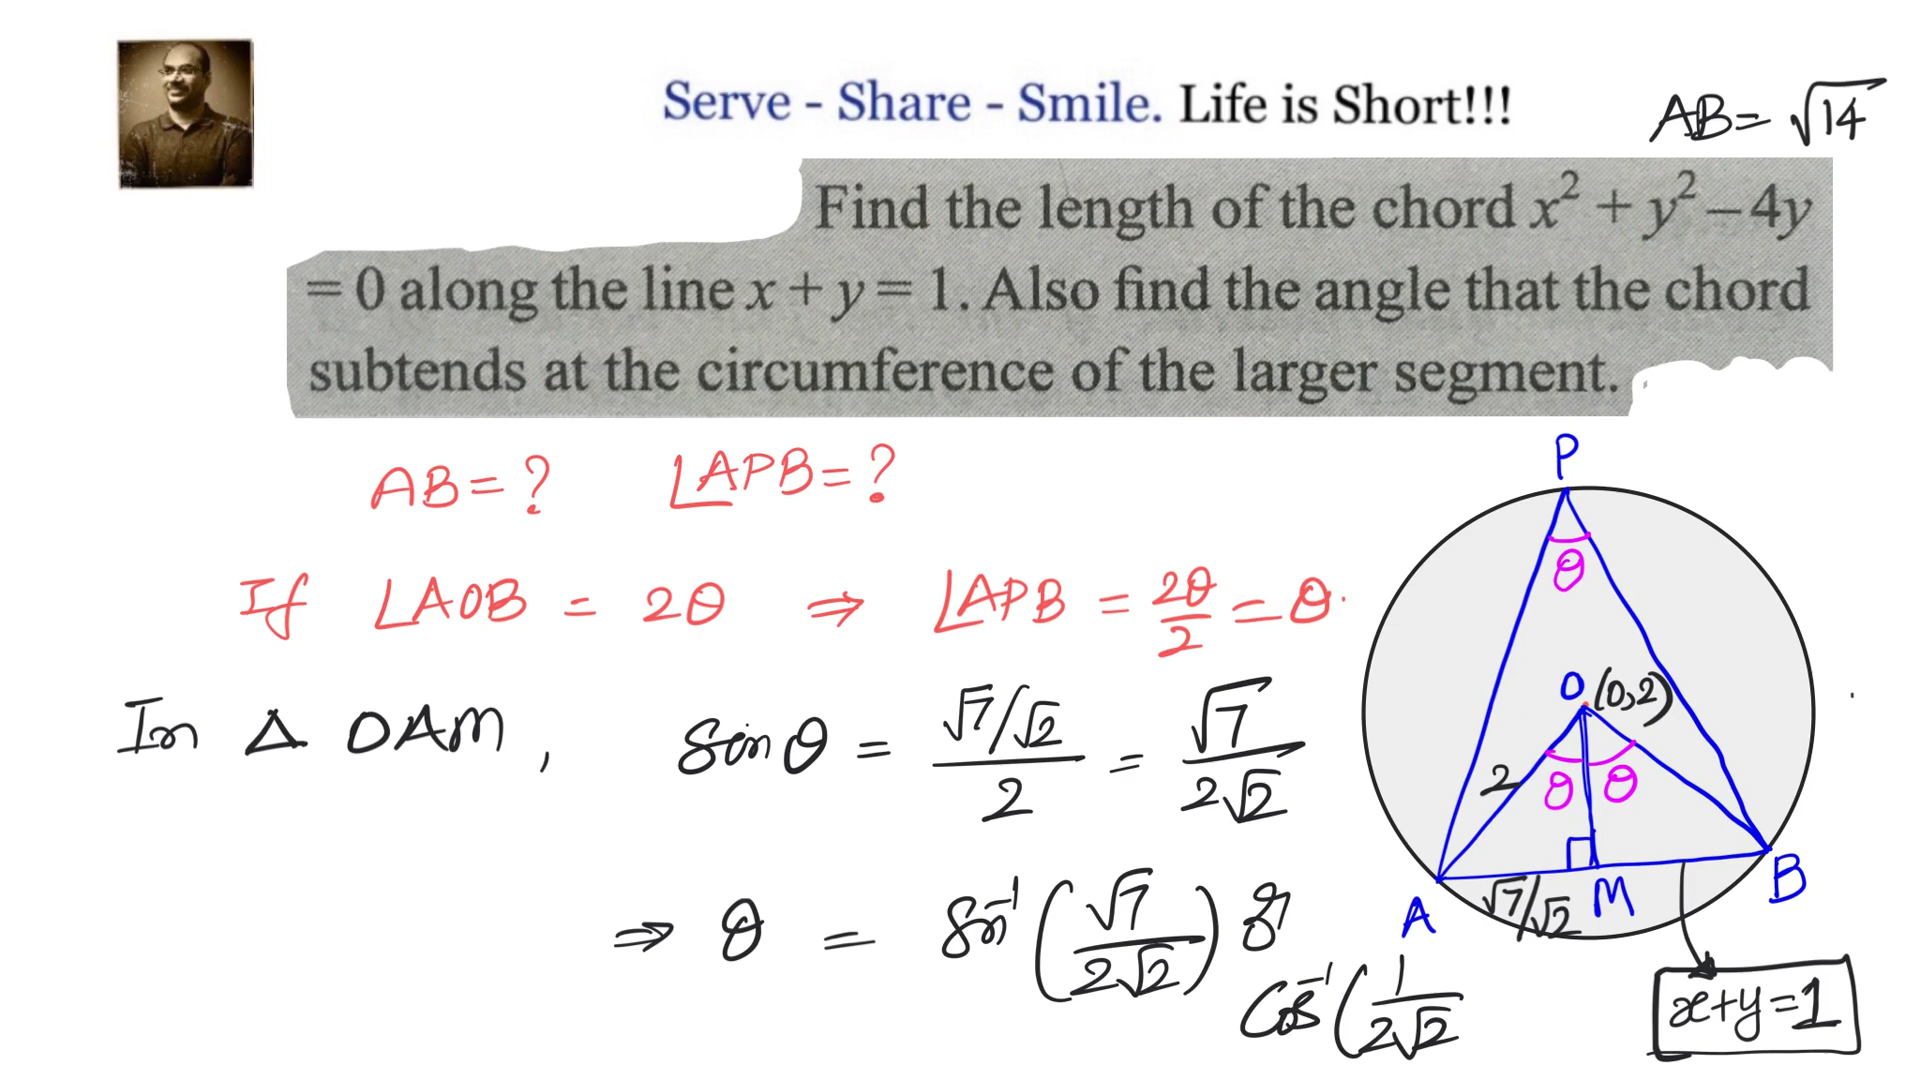 Serve - Share - Smile. Life is Short!!!
AB = √14
Find the length of the chord x² + y² – 4y
= 0 along the line x + y = 1. Also find the angle that the chord
subtends at the circumference of the larger segment.
AB = ? ∠APB = ?
If ∠AOB = 2θ ⇒ ∠APB = 2θ/2 = θ.
In Δ OAM, Sinθ = (√7/√2)/2 = √7/(2√2)
⇒ θ = Sin⁻¹(√7/(2√2)) or
Cos⁻¹(1/(2√2)
P
θ
O (0,2)
2 θ θ
A √7/√2 M B
x+y=1